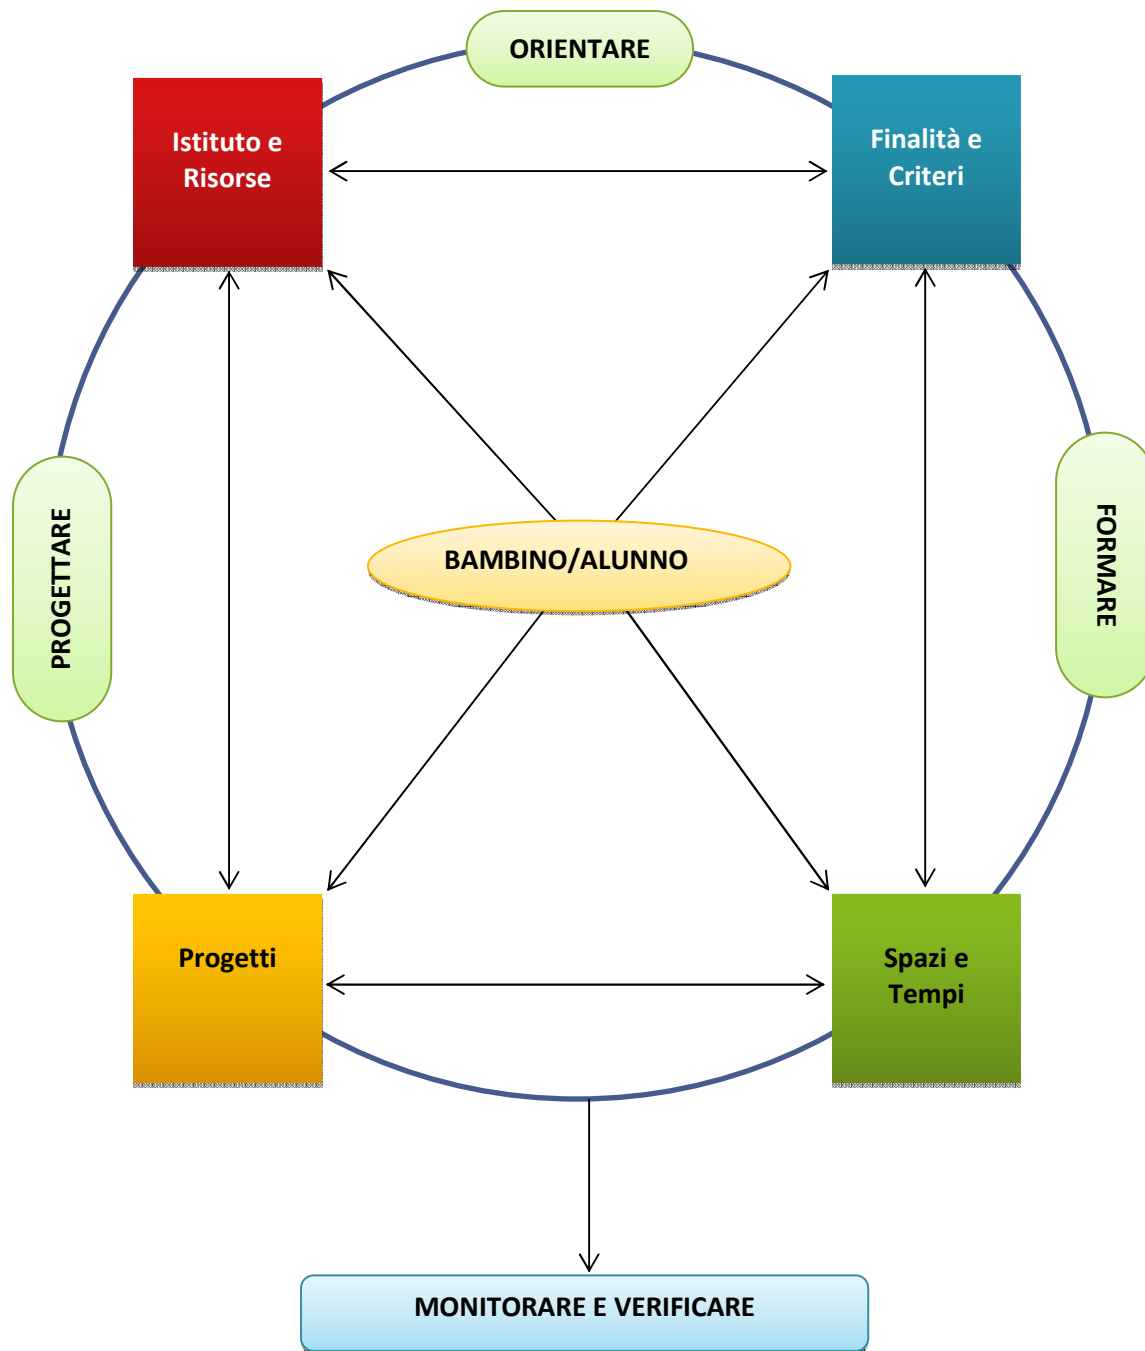 ORIENTARE
Istituto e
Risorse
Finalità e
Criteri
PROGETTARE
BAMBINO/ALUNNO
FORMARE
Progetti
Spazi e
Tempi
MONITORARE E VERIFICARE